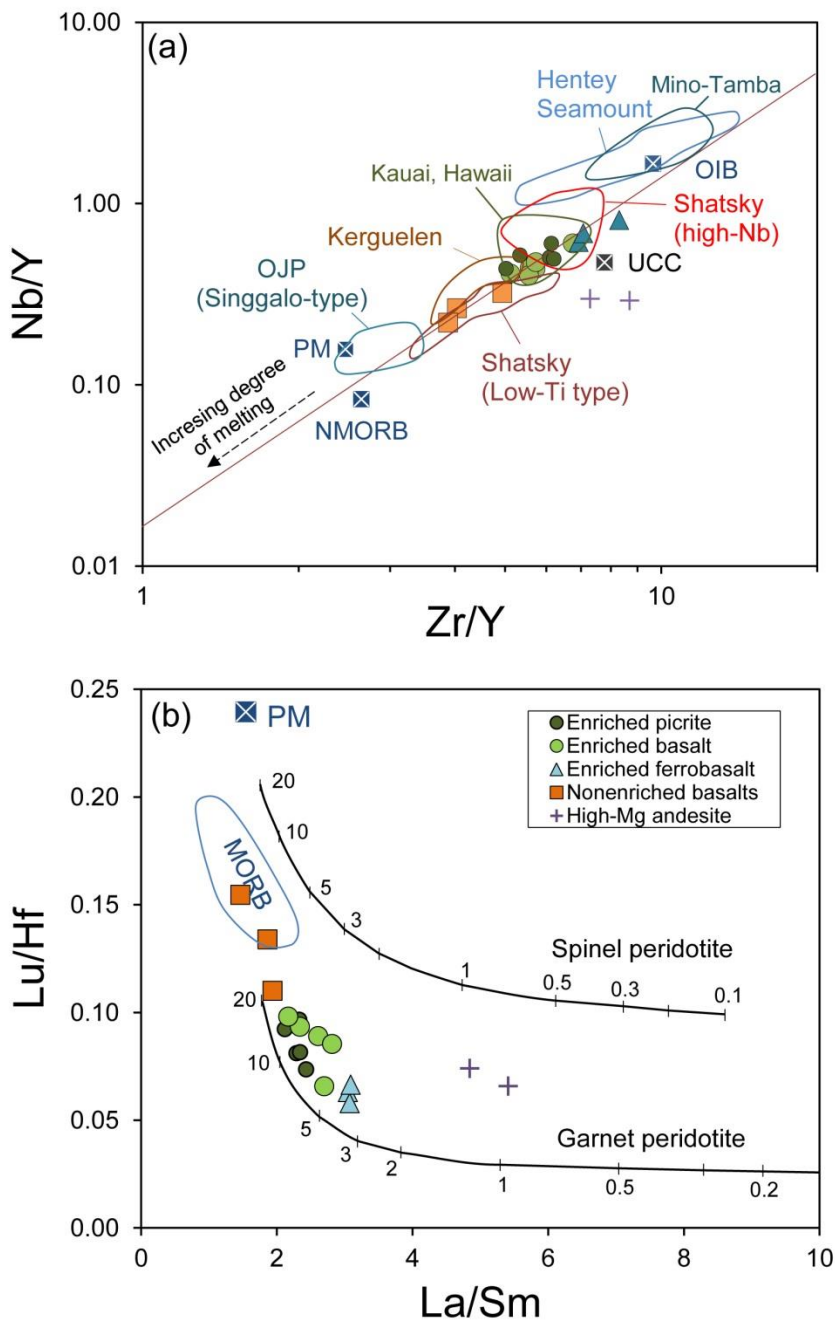 (a)
10.00
1.00
0.10
0.01
Nb/Y
Hentey
Seamount
Mino-Tamba
OIB
Kauai, Hawaii
Shatsky
(high-Nb)
Kerguelen
UCC
OJP
(Singgalo-type)
PM
Shatsky
(Low-Ti type)
NMORB
Incresing degree
of melting
1
10
Zr/Y
(b)
0.25
0.20
0.15
0.10
0.05
0.00
Lu/Hf
PM
Enriched picrite
Enriched basalt
Enriched ferrobasalt
Nonenriched basalts
High-Mg andesite
MORB
20
10
5
3
1
0.5
0.3
0.1
Spinel peridotite
20
10
5
3
2
1
0.5
0.2
Garnet peridotite
0
2
4
6
8
10
La/Sm